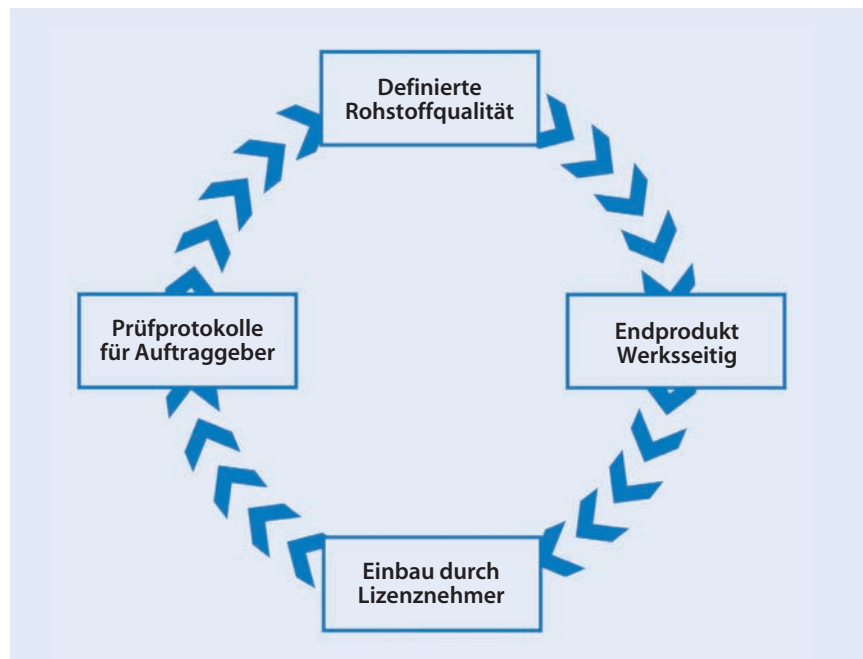 Definierte
Rohstoffqualität
Endprodukt
Werksseitig
Einbau durch
Lizenznehmer
Prüfprotokolle
für Auftraggeber